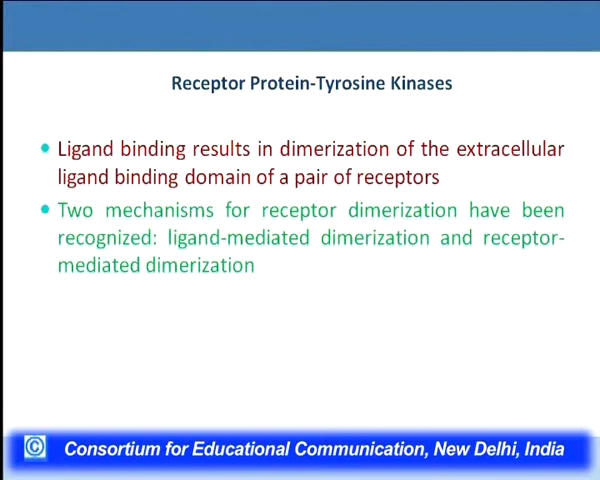 Receptor Protein-Tyrosine Kinases
• Ligand binding results in dimerization of the extracellular
ligand binding domain of a pair of receptors
• Two mechanisms for receptor dimerization have been
recognized: ligand-mediated dimerization and receptor-
mediated dimerization
© Consortium for Educational Communication, New Delhi, India